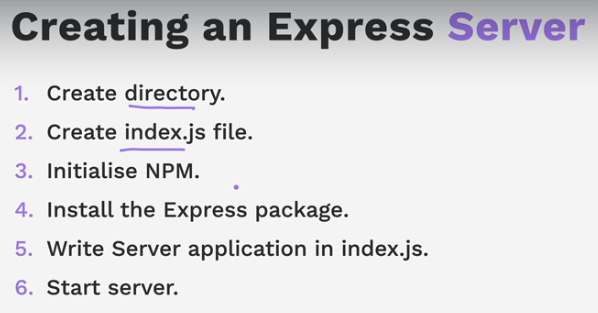 Creating an Express Server
1. Create directory.
2. Create index.js file.
3. Initialise NPM.
4. Install the Express package.
5. Write Server application in index.js.
6. Start server.